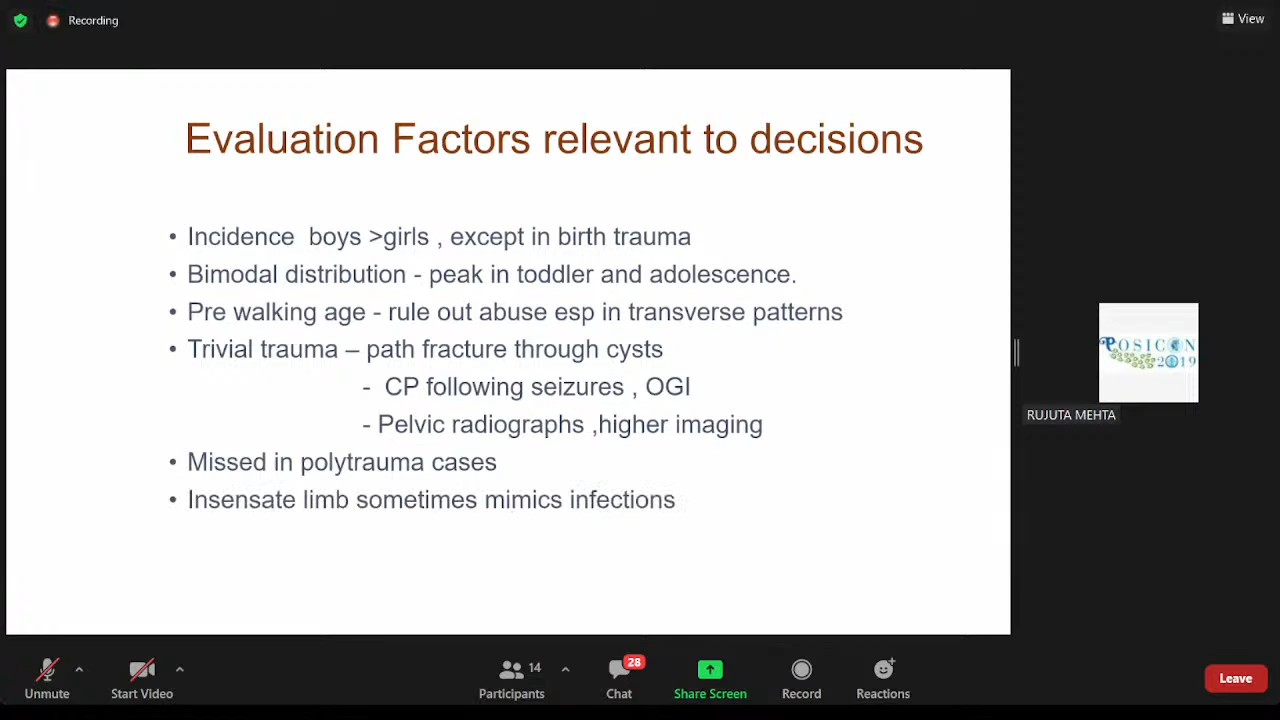 Recording
View
Evaluation Factors relevant to decisions
• Incidence  boys >girls , except in birth trauma
• Bimodal distribution - peak in toddler and adolescence.
• Pre walking age - rule out abuse esp in transverse patterns
• Trivial trauma – path fracture through cysts
-  CP following seizures , OGI
- Pelvic radiographs ,higher imaging
• Missed in polytrauma cases
• Insensate limb sometimes mimics infections
POSICON
2019
RUJUTA MEHTA
Unmute
Start Video
14
Participants
28
Chat
Share Screen
Record
Reactions
Leave